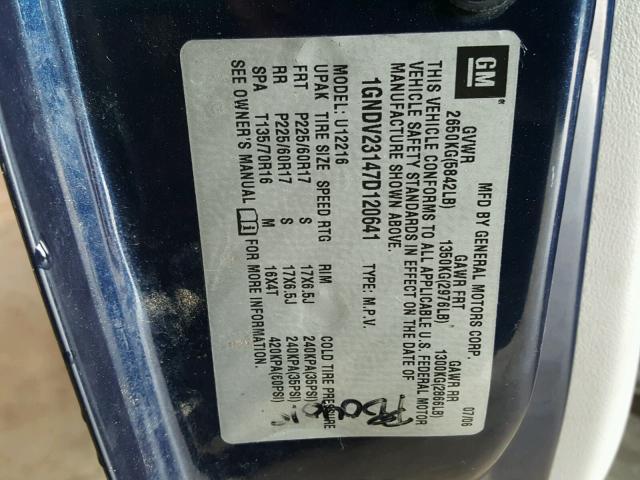 GM
MFD BY GENERAL MOTORS CORP. 07/06
GVWR GAWR FRT GAWR RR
2650KG(5842LB) 1350KG(2976LB) 1300KG(2866LB)
THIS VEHICLE CONFORMS TO ALL APPLICABLE U.S. FEDERAL MOTOR
VEHICLE SAFETY STANDARDS IN EFFECT ON THE DATE OF
MANUFACTURE SHOWN ABOVE.
1GNDV23147D120641 TYPE: M.P.V.
MODEL: U12216
UPAK TIRE SIZE SPEED RTG RIM COLD TIRE PRESSURE
FRT P225/60R17 S 17X6.5J 240KPA(35PSI)
RR P225/60R17 S 17X6.5J 240KPA(35PSI)
SPA T135/70R16 M 16X4T 420KPA(60PSI)
SEE OWNER'S MANUAL FOR MORE INFORMATION.